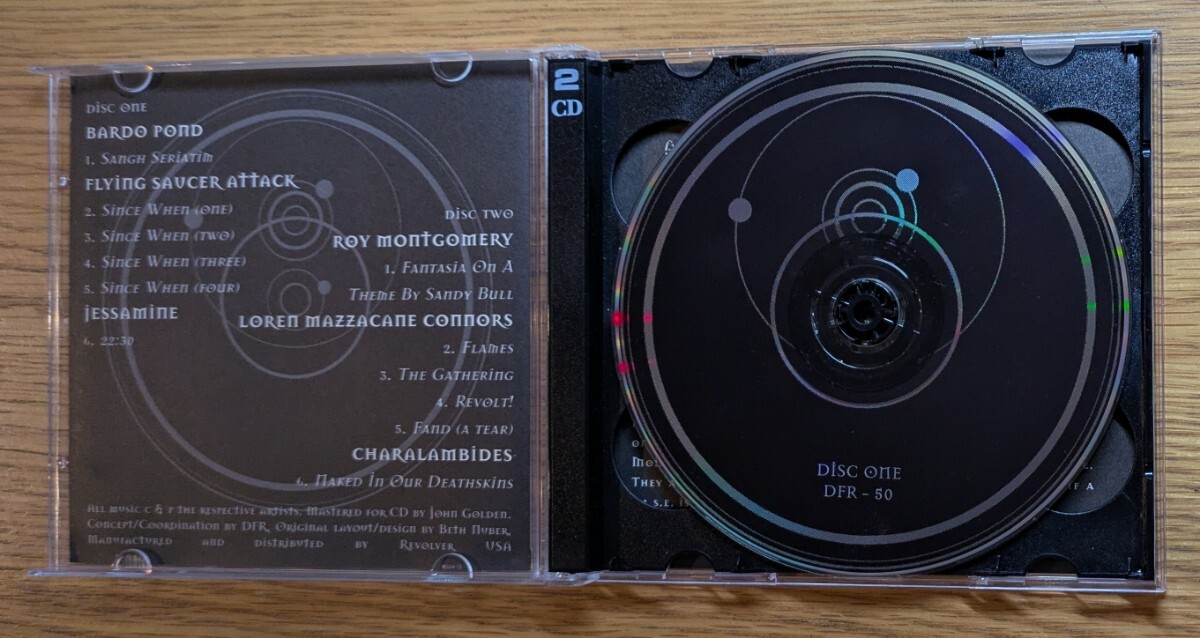 DISC ONE
BARDO POND
1. SANGH SERIATIM
FLYING SAUCER ATTACK
2. SINCE WHEN (ONE)
3. SINCE WHEN (TWO)
4. SINCE WHEN (THREE)
5. SINCE WHEN (FOUR)
JESSAMINE
6. 22:30
DISC TWO
ROY MONTGOMERY
1. FANTASIA ON A
THEME BY SANDY BULL
LOREN MAZZACANE CONNORS
2. FLAMES
3. THE GATHERING
4. REVOLT!
5. FAND (A TEAR)
CHARALAMBIDES
6. NAKED IN OUR DEATHSKINS
ALL MUSIC C & P THE RESPECTIVE ARTISTS. MASTERED FOR CD BY JOHN GOLDEN.
CONCEPT/COORDINATION BY DFR. ORIGINAL LAYOUT/DESIGN BY BETH NUBER.
MANUFACTURED AND DISTRIBUTED BY REVOLVER USA
2
CD
DISC ONE
DFR - 50
THEY